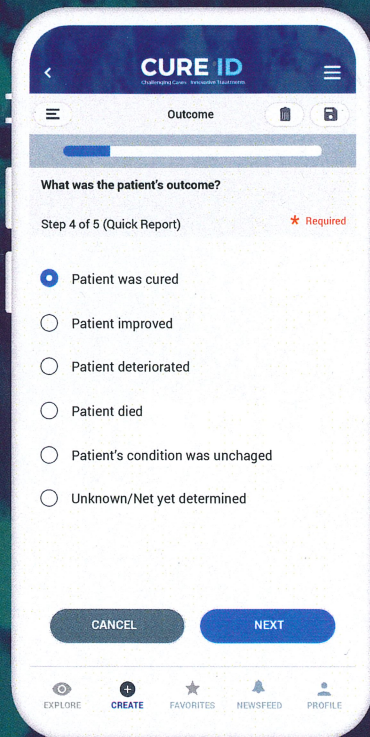 CURE ID
Challenging Cases Innovative Treatments
Outcome
What was the patient's outcome?
Step 4 of 5 (Quick Report) * Required
Patient was cured
Patient improved
Patient deteriorated
Patient died
Patient's condition was unchaged
Unknown/Net yet determined
CANCEL NEXT
EXPLORE CREATE FAVORITES NEWSFEED PROFILE